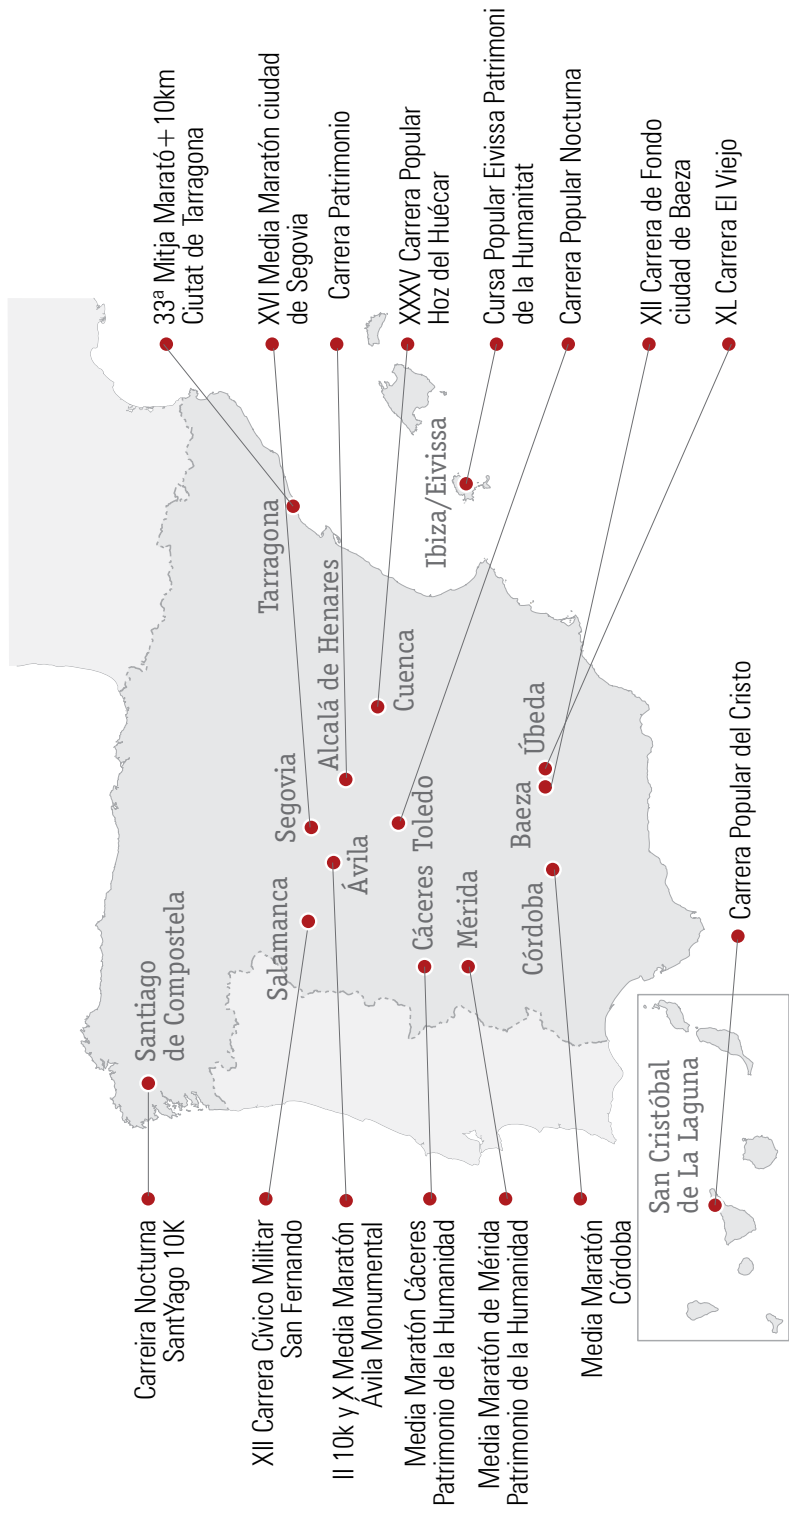 Carreira Nocturna
SantYago 10K
XII Carrera Cívico Militar
San Fernando
II 10k y X Media Maratón
Ávila Monumental
Media Maratón Cáceres
Patrimonio de la Humanidad
Media Maratón de Mérida
Patrimonio de la Humanidad
Media Maratón
Córdoba
Santiago
de Compostela
Salamanca
Ávila
Segovia
Alcalá de Henares
Tarragona
Cuenca
Toledo
Cáceres
Mérida
Córdoba
Baeza
Úbeda
Ibiza/Eivissa
San Cristóbal
de La Laguna
33ª Mitja Marató+10km
Ciutat de Tarragona
XVI Media Maratón ciudad
de Segovia
Carrera Patrimonio
XXXV Carrera Popular
Hoz del Huécar
Cursa Popular Eivissa Patrimoni
de la Humanitat
Carrera Popular Nocturna
XII Carrera de Fondo
ciudad de Baeza
XL Carrera El Viejo
Carrera Popular del Cristo